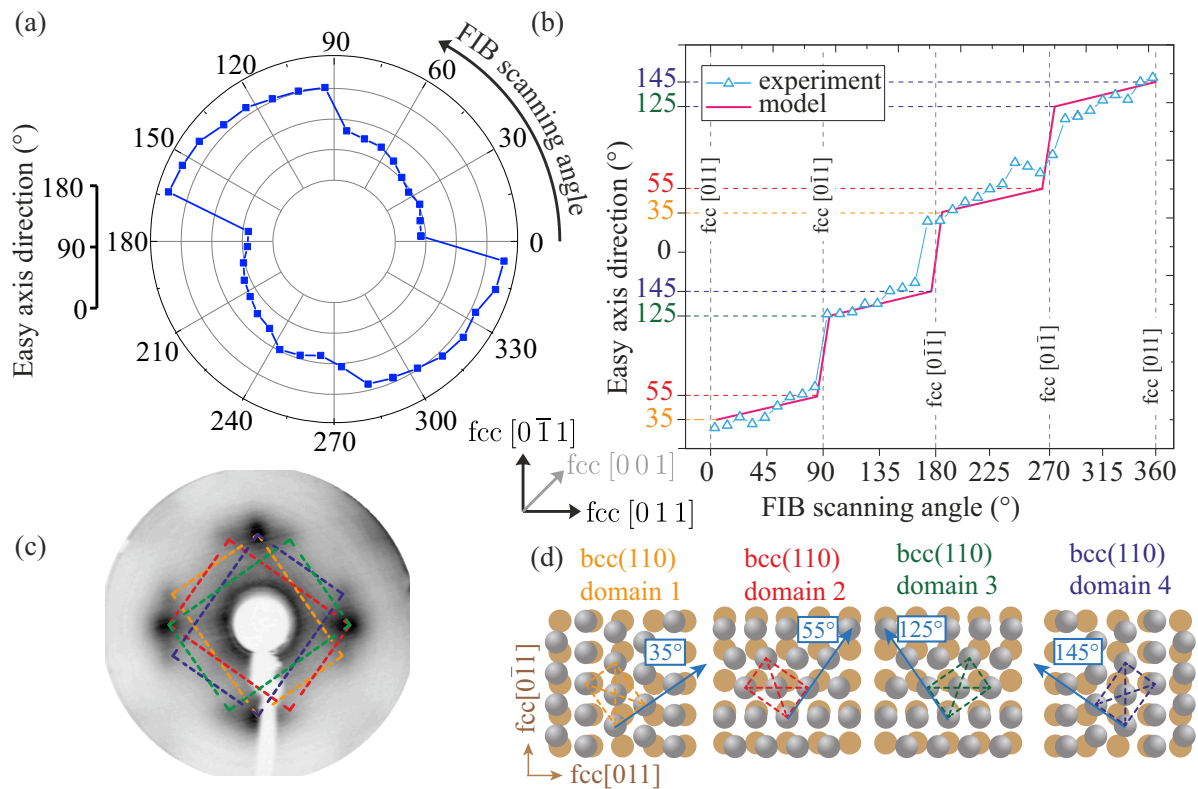 (a)
90
120
60
150
30
180
0
210
330
240
300
270
FIB scanning angle
Easy axis direction (°)
180
90
0
fcc [0 1̅ 1]
fcc [0 0 1]
fcc [0 1 1]
(b)
experiment
model
145
125
55
35
0
145
125
55
35
Easy axis direction (°)
fcc [011]
fcc [01̅1]
fcc [01̅1̅]
fcc [011̅]
fcc [011]
0
45
90
135
180
225
270
315
360
FIB scanning angle (°)
(c)
(d)
bcc(110)
domain 1
bcc(110)
domain 2
bcc(110)
domain 3
bcc(110)
domain 4
35°
55°
125°
145°
fcc[01̅1]
fcc[011]